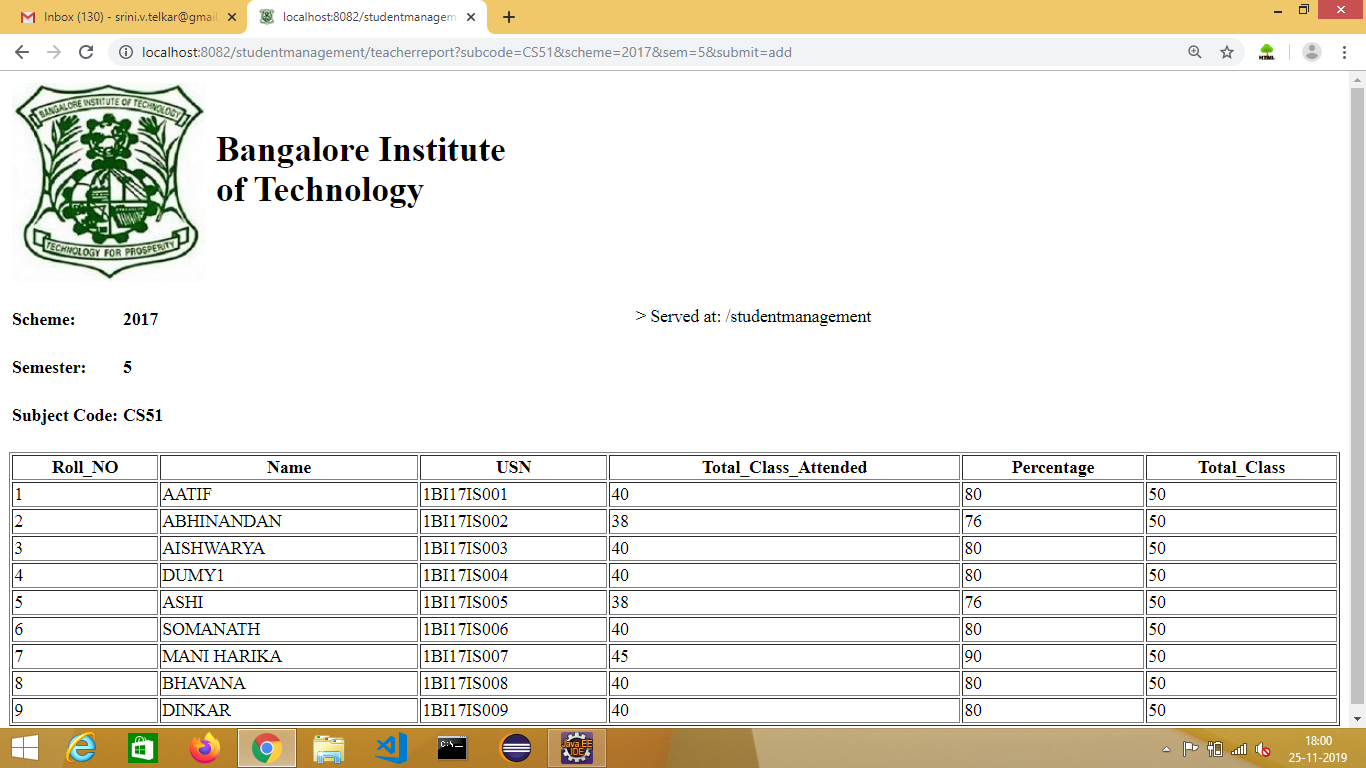 Inbox (130) - srini.v.telkar@gmail
localhost:8082/studentmanagem
localhost:8082/studentmanagement/teacherreport?subcode=CS51&scheme=2017&sem=5&submit=add
HTML
BANGALORE INSTITUTE OF TECHNOLOGY
TECHNOLOGY FOR PROSPERITY
Bangalore Institute
of Technology
Scheme: 2017
> Served at: /studentmanagement
Semester: 5
Subject Code: CS51
Roll_NO Name USN Total_Class_Attended Percentage Total_Class
1 AATIF 1BI17IS001 40 80 50
2 ABHINANDAN 1BI17IS002 38 76 50
3 AISHWARYA 1BI17IS003 40 80 50
4 DUMY1 1BI17IS004 40 80 50
5 ASHI 1BI17IS005 38 76 50
6 SOMANATH 1BI17IS006 40 80 50
7 MANI HARIKA 1BI17IS007 45 90 50
8 BHAVANA 1BI17IS008 40 80 50
9 DINKAR 1BI17IS009 40 80 50
C:\_
Java EE
IDE
18:00
25-11-2019